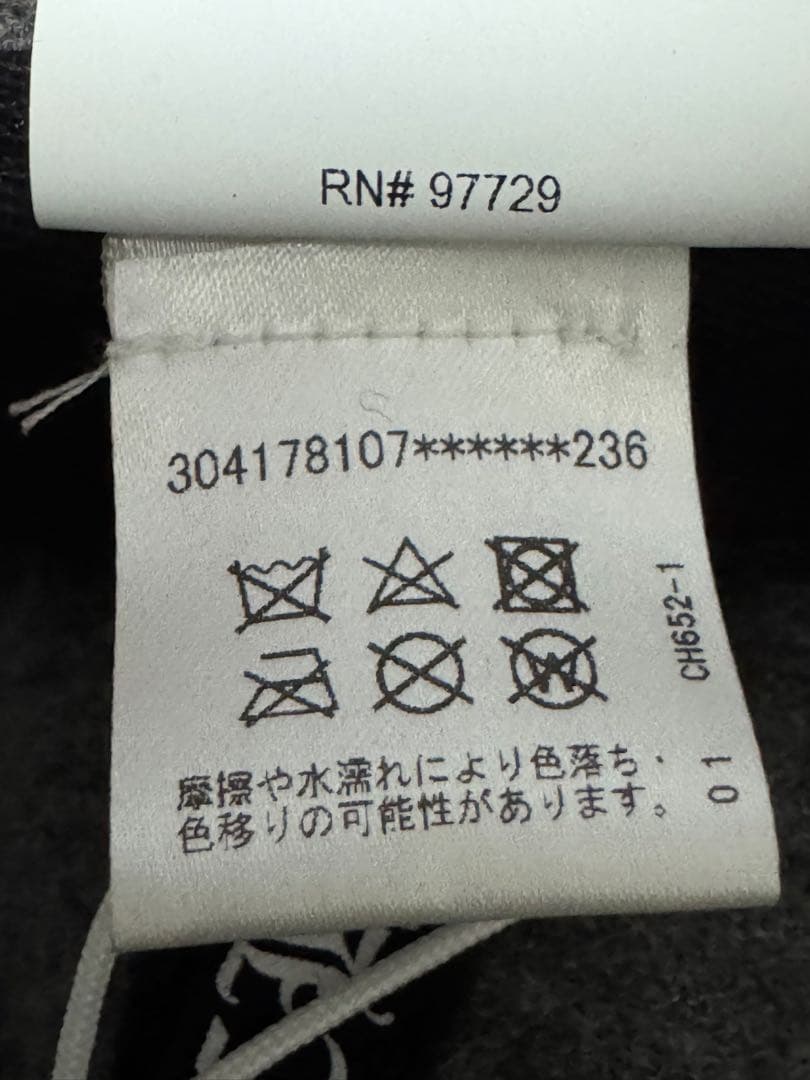 RN# 97729
304178107******236
CH652-1
摩擦や水濡れにより色落ち・
色移りの可能性があります。
01